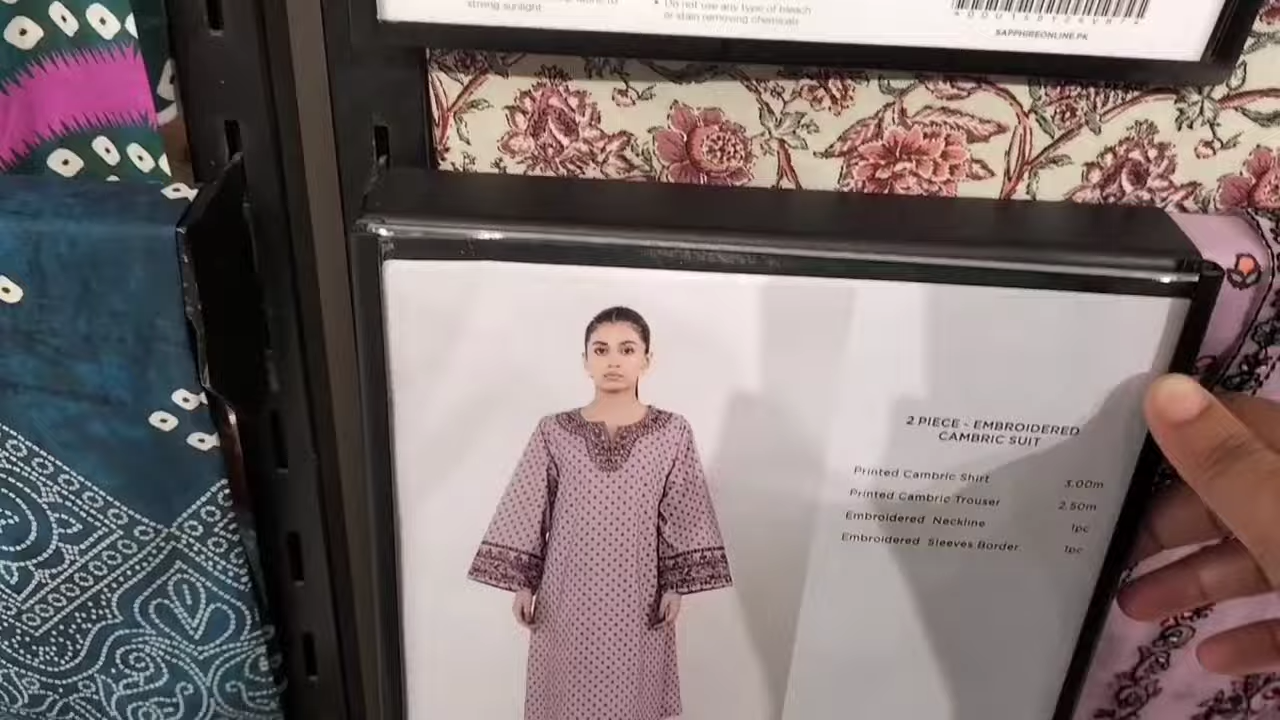 strong sunlight
• Do not use any type of bleach
or stain removing chemicals
SAPPHIREONLINE.PK
2 PIECE - EMBROIDERED
CAMBRIC SUIT
Printed Cambric Shirt 3.00m
Printed Cambric Trouser 2.50m
Embroidered Neckline 1pc
Embroidered Sleeves Border 1pc